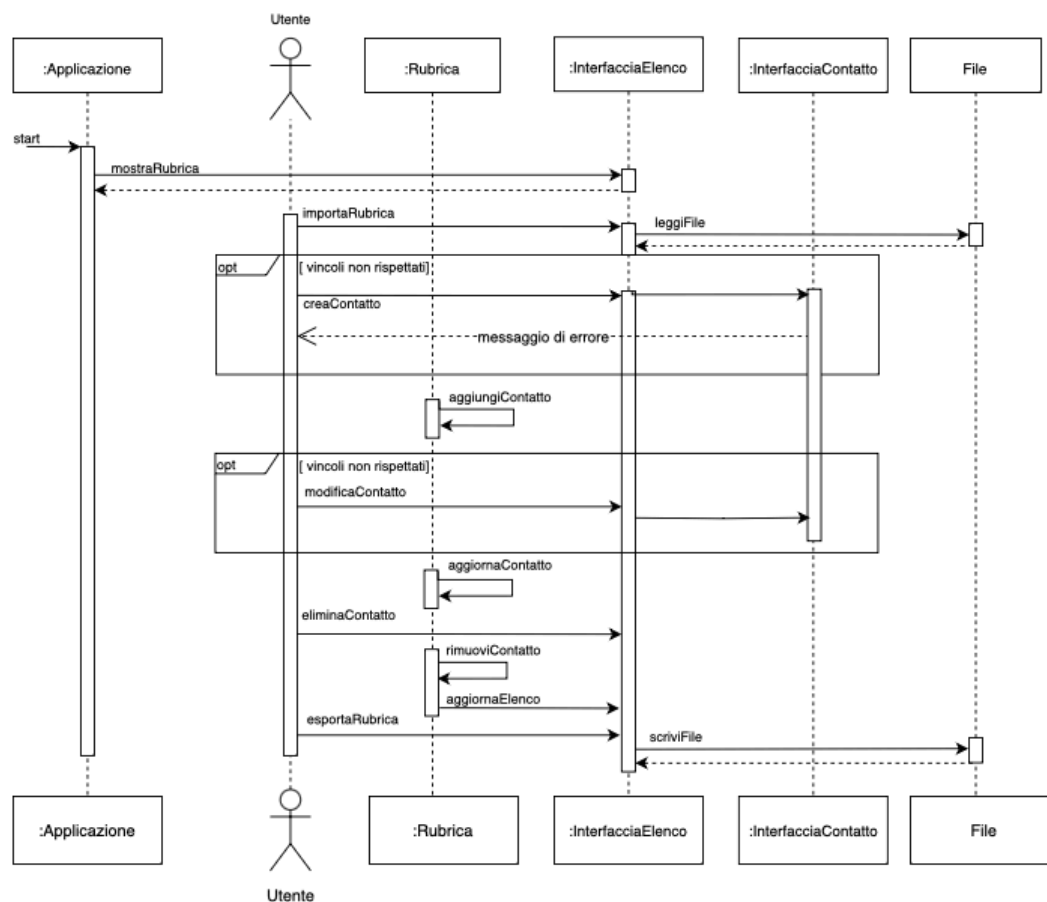 Utente
:Applicazione
:Rubrica
:InterfacciaElenco
:InterfacciaContatto
File
start
mostraRubrica
importaRubrica
leggiFile
opt
[ vincoli non rispettati]
creaContatto
messaggio di errore
aggiungiContatto
opt
[ vincoli non rispettati]
modificaContatto
aggiornaContatto
eliminaContatto
rimuoviContatto
aggiornaElenco
esportaRubrica
scriviFile
:Applicazione
:Rubrica
:InterfacciaElenco
:InterfacciaContatto
File
Utente